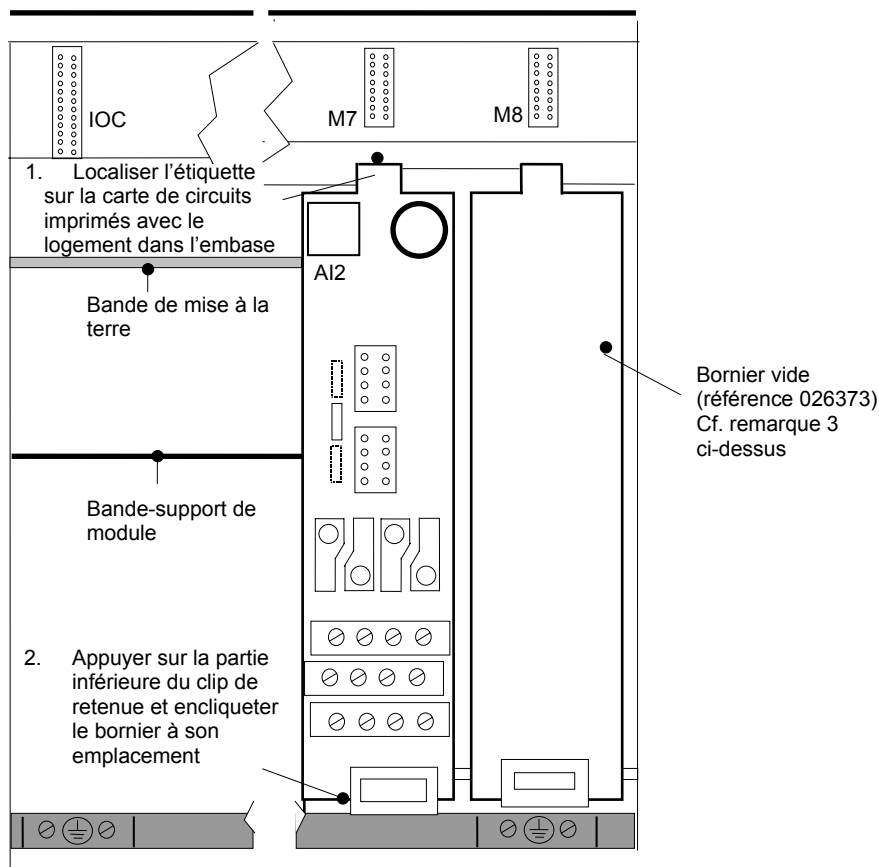 IOC
M7
M8
1. Localiser l’étiquette
sur la carte de circuits
imprimés avec le
logement dans l’embase
AI2
Bande de mise à la
terre
Bornier vide
(référence 026373)
Cf. remarque 3
ci-dessus
Bande-support de
module
2. Appuyer sur la partie
inférieure du clip de
retenue et encliqueter
le bornier à son
emplacement